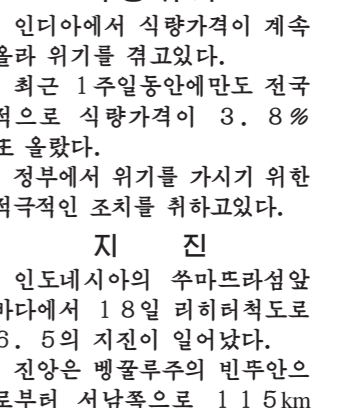 인디아에서 식량가격이 계속
올라 위기를 겪고있다.
최근 1주일동안에만도 전국
적으로 식량가격이 3. 8%
또 올랐다.
정부에서 위기를 가시기 위한
적극적인 조치를 취하고있다.
지 진
인도네시아의 쑤마뜨라섬앞
바다에서 18일 리히터척도로
6. 5의 지진이 일어났다.
진앙은 벵꿀루주의 빈뚜안으
로부터 서남쪽으로 115km